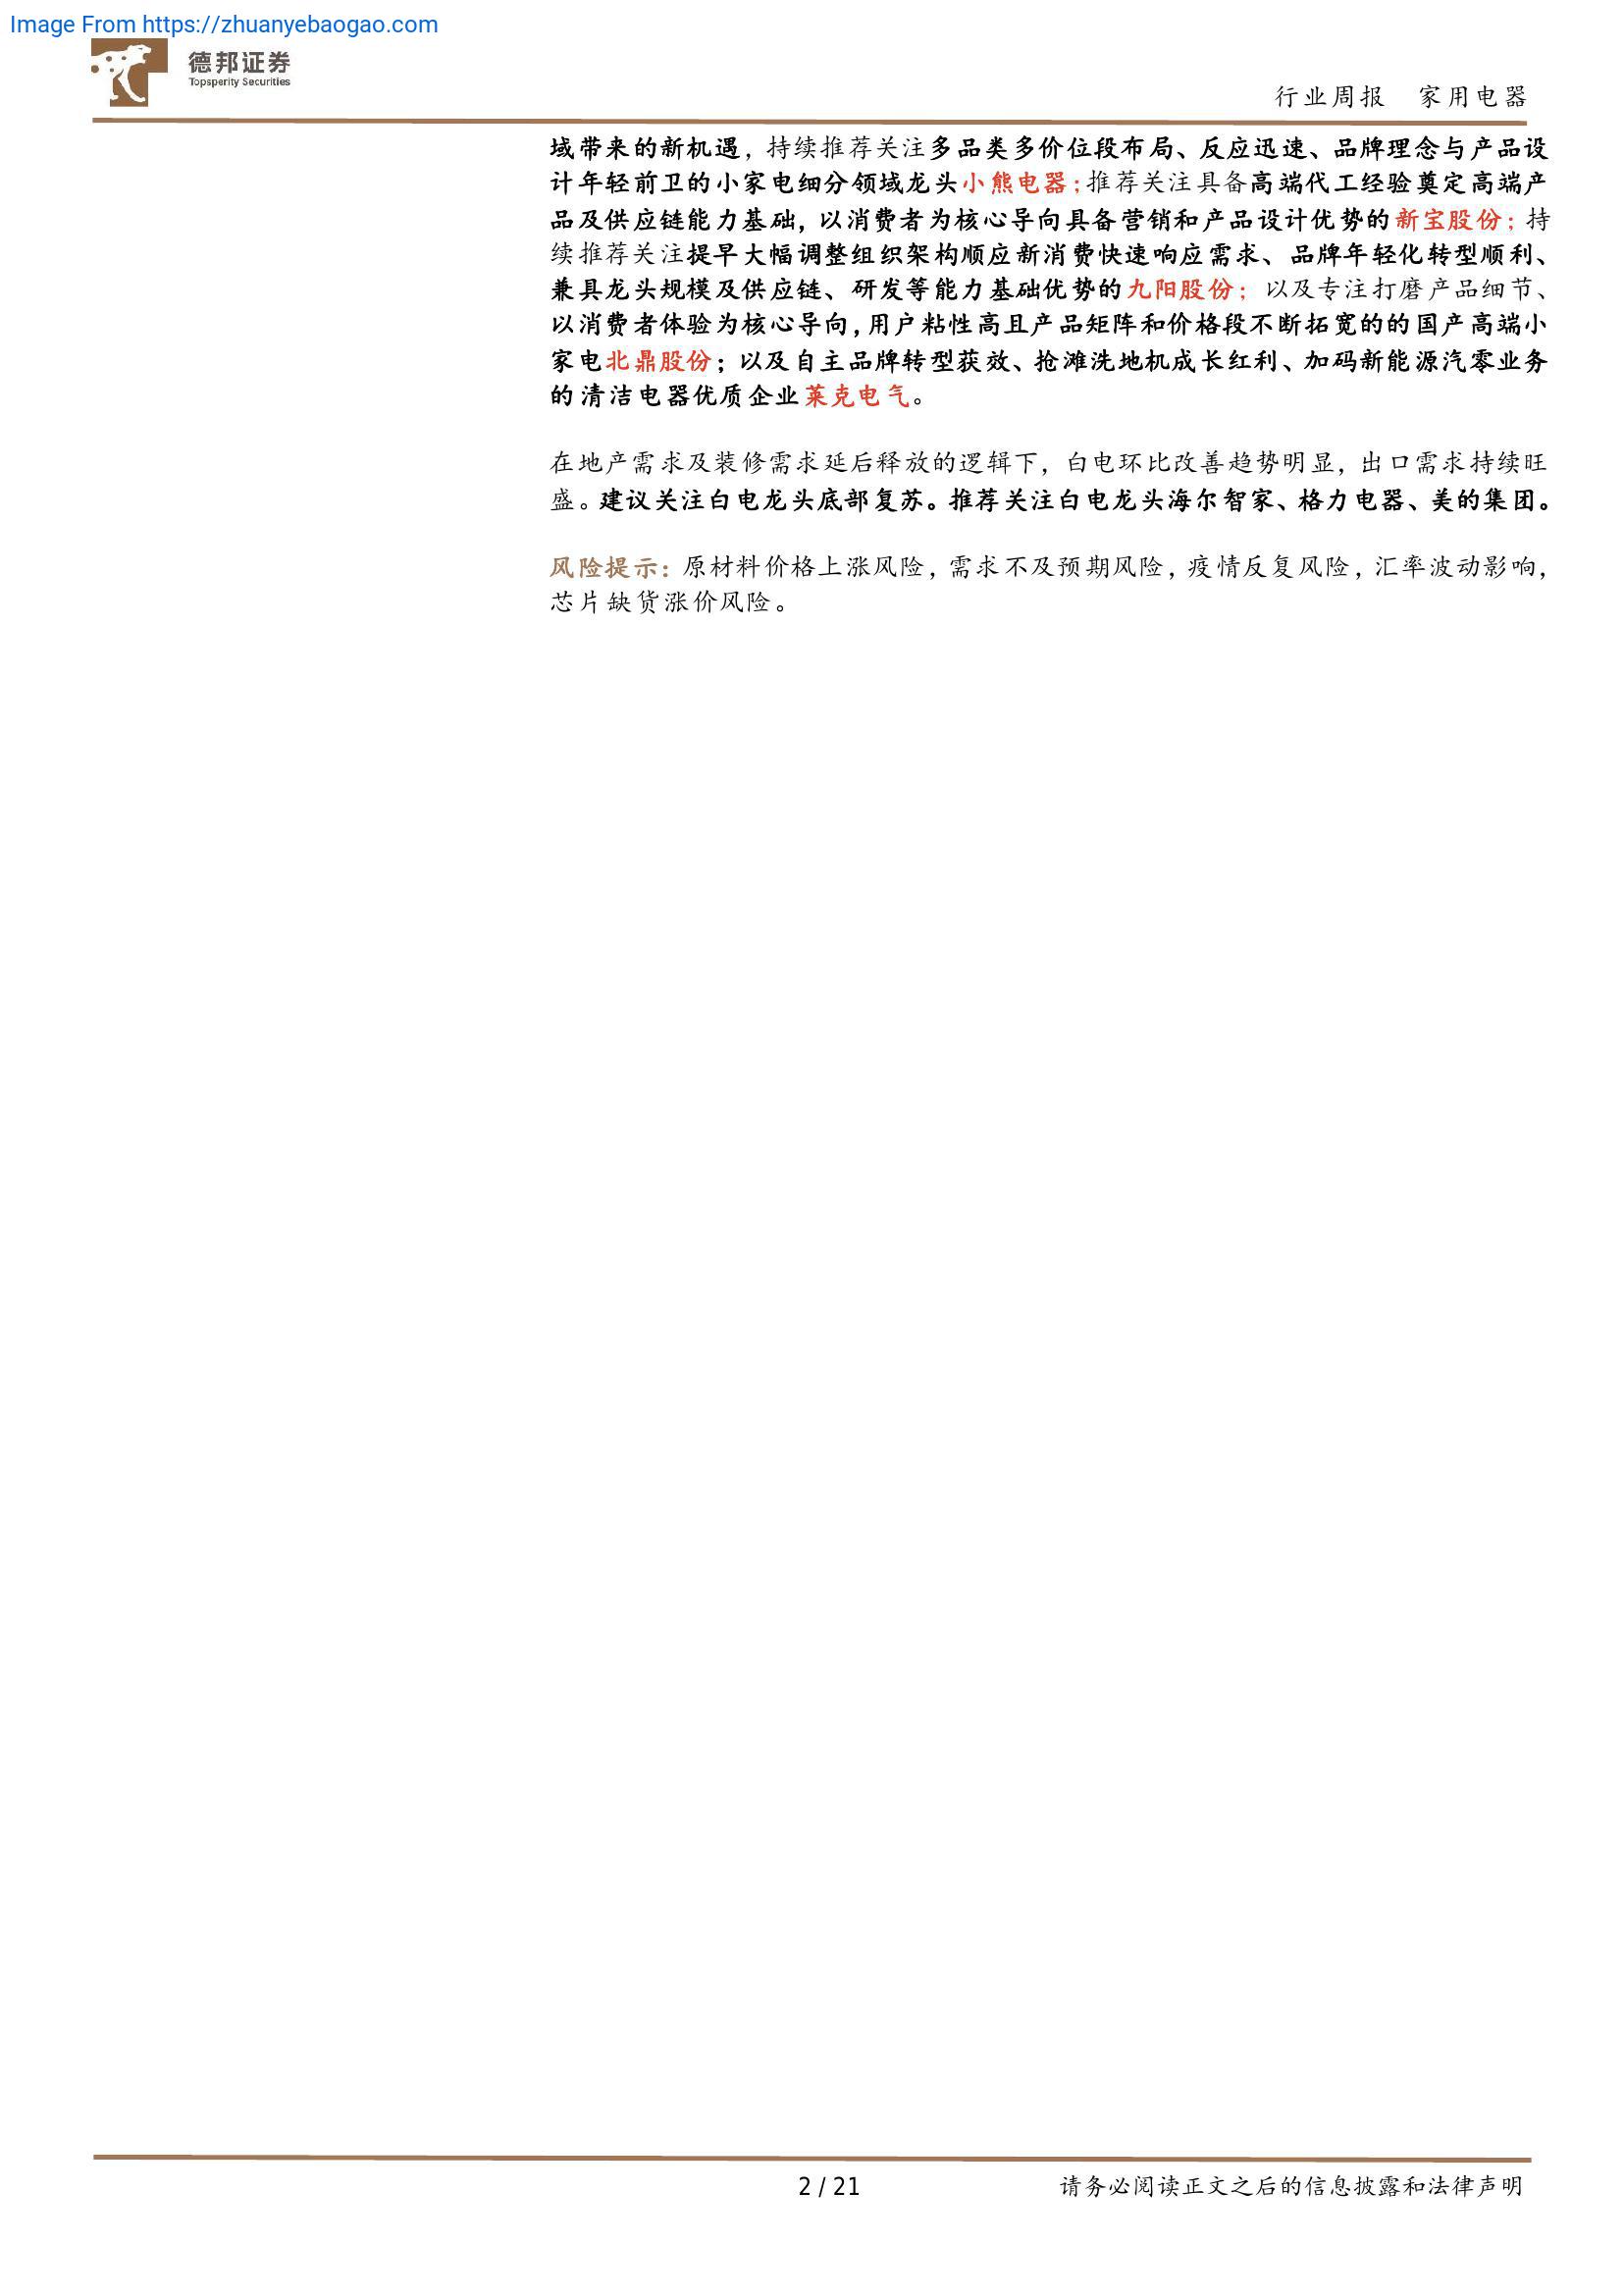 Image From https://zhuanyebaogao.com
德邦证券
Topsperity Securities
行业周报 家用电器
域带来的新机遇，持续推荐关注多品类多价位段布局、反应迅速、品牌理念与产品设
计年轻前卫的小家电细分领域龙头小熊电器；推荐关注具备高端代工经验奠定高端产
品及供应链能力基础，以消费者为核心导向具备营销和产品设计优势的新宝股份；持
续推荐关注提早大幅调整组织架构顺应新消费快速响应需求、品牌年轻化转型顺利、
兼具龙头规模及供应链、研发等能力基础优势的九阳股份；以及专注打磨产品细节、
以消费者体验为核心导向，用户粘性高且产品矩阵和价格段不断拓宽的的国产高端小
家电北鼎股份；以及自主品牌转型获效、抢滩洗地机成长红利、加码新能源汽零业务
的清洁电器优质企业莱克电气。
在地产需求及装修需求延后释放的逻辑下，白电环比改善趋势明显，出口需求持续旺
盛。建议关注白电龙头底部复苏。推荐关注白电龙头海尔智家、格力电器、美的集团。
风险提示：原材料价格上涨风险，需求不及预期风险，疫情反复风险，汇率波动影响，
芯片缺货涨价风险。
2 / 21
请务必阅读正文之后的信息披露和法律声明